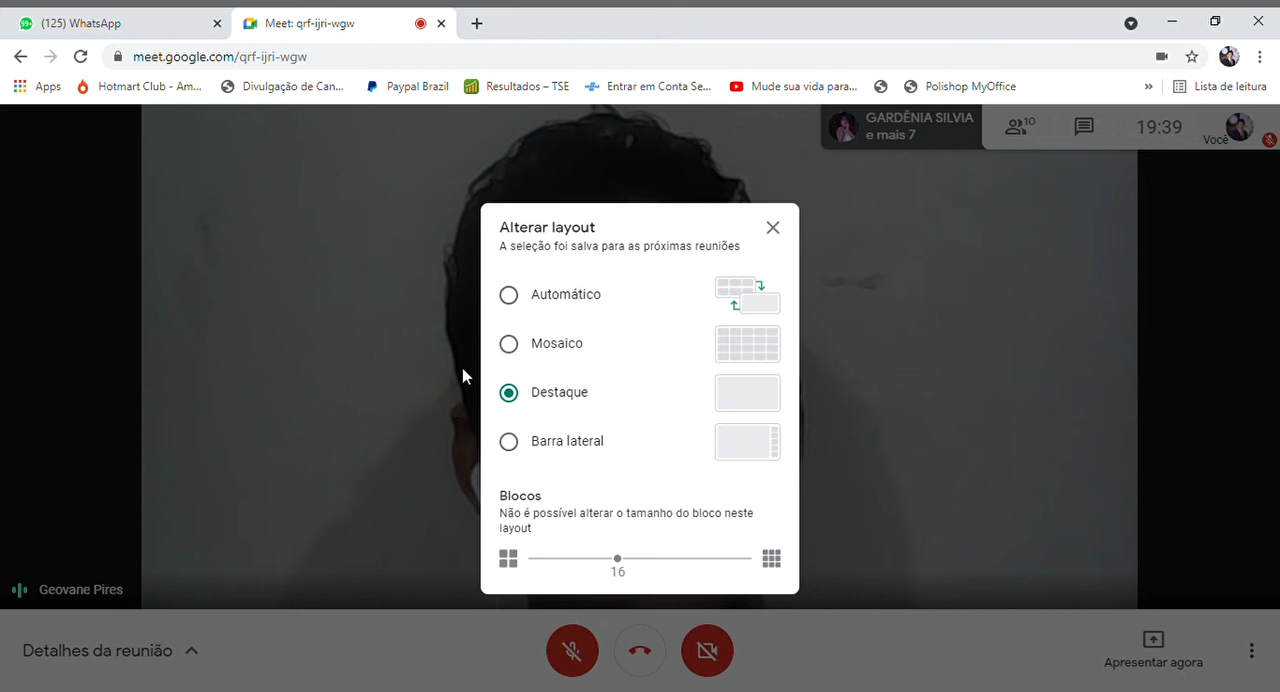 99+ (125) WhatsApp
Meet: qrf-ijri-wgw
meet.google.com/qrf-ijri-wgw
Apps
Hotmart Club - Am...
Divulgação de Can...
Paypal Brazil
Resultados – TSE
Entrar em Conta Se...
Mude sua vida para...
Polishop MyOffice
»
Lista de leitura
GARDÊNIA SILVIA
e mais 7
10
19:39
Você
Alterar layout
A seleção foi salva para as próximas reuniões
Automático
Mosaico
Destaque
Barra lateral
Blocos
Não é possível alterar o tamanho do bloco neste
layout
16
Geovane Pires
Detalhes da reunião
Apresentar agora